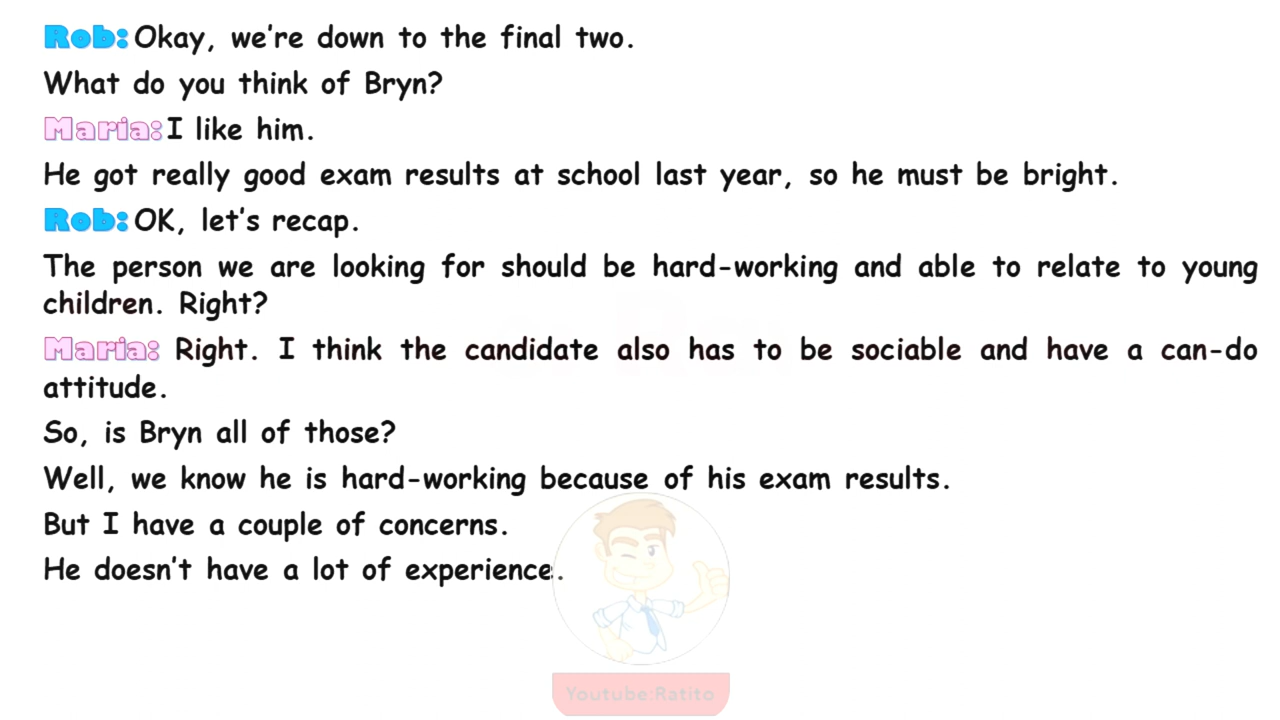 Rob: Okay, we're down to the final two.
What do you think of Bryn?
Maria: I like him.
He got really good exam results at school last year, so he must be bright.
Rob: OK, let's recap.
The person we are looking for should be hard-working and able to relate to young
children. Right?
Maria: Right. I think the candidate also has to be sociable and have a can-do
attitude.
So, is Bryn all of those?
Well, we know he is hard-working because of his exam results.
But I have a couple of concerns.
He doesn't have a lot of experience.
Youtube:Ratito